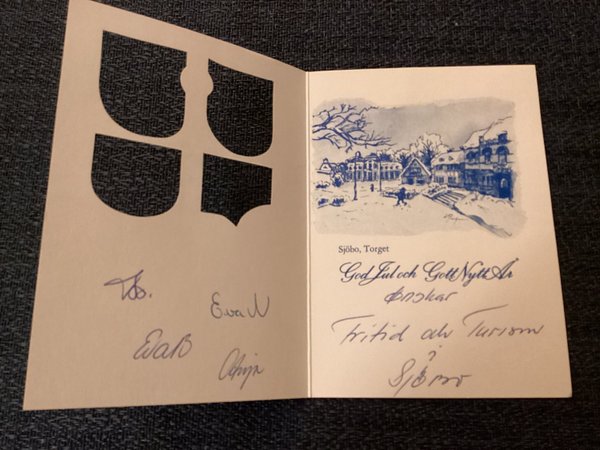 Eva N
Eva B
Sjöbo, Torget
God Jul och Gott Nytt År
önskar
Fritid och Turism
i
Sjöbo